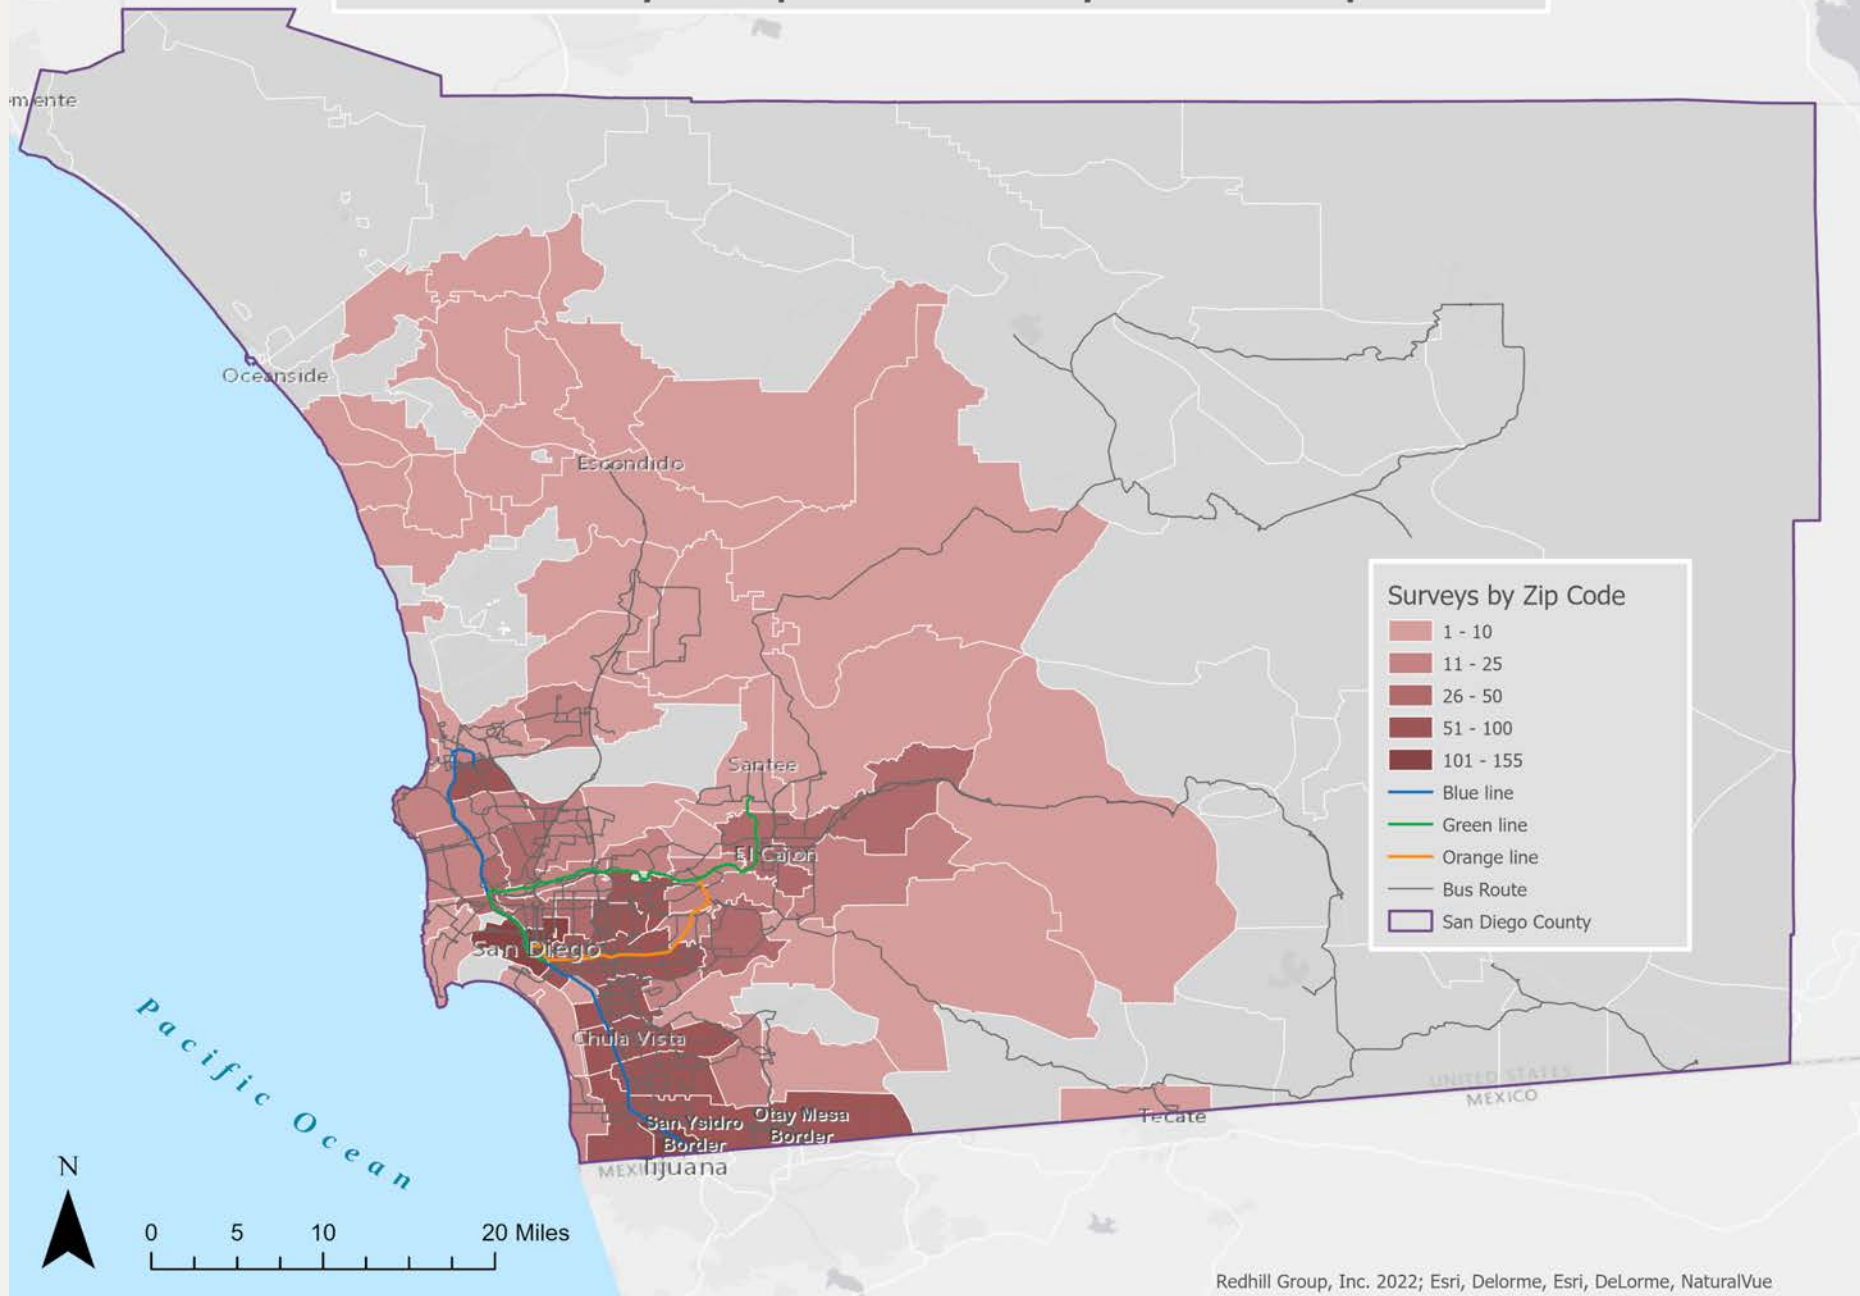 emente
Oceanside
Escondido
Surveys by Zip Code
1 - 10
11 - 25
26 - 50
51 - 100
101 - 155
Blue line
Green line
Orange line
Bus Route
San Diego County
Santee
El Cajon
San Diego
Chula Vista
Pacific Ocean
San Ysidro
Border
Otay Mesa
Border
Tecate
UNITED STATES
MEXICO
Tijuana
N
0 5 10 20 Miles
Redhill Group, Inc. 2022; Esri, Delorme, Esri, DeLorme, NaturalVue